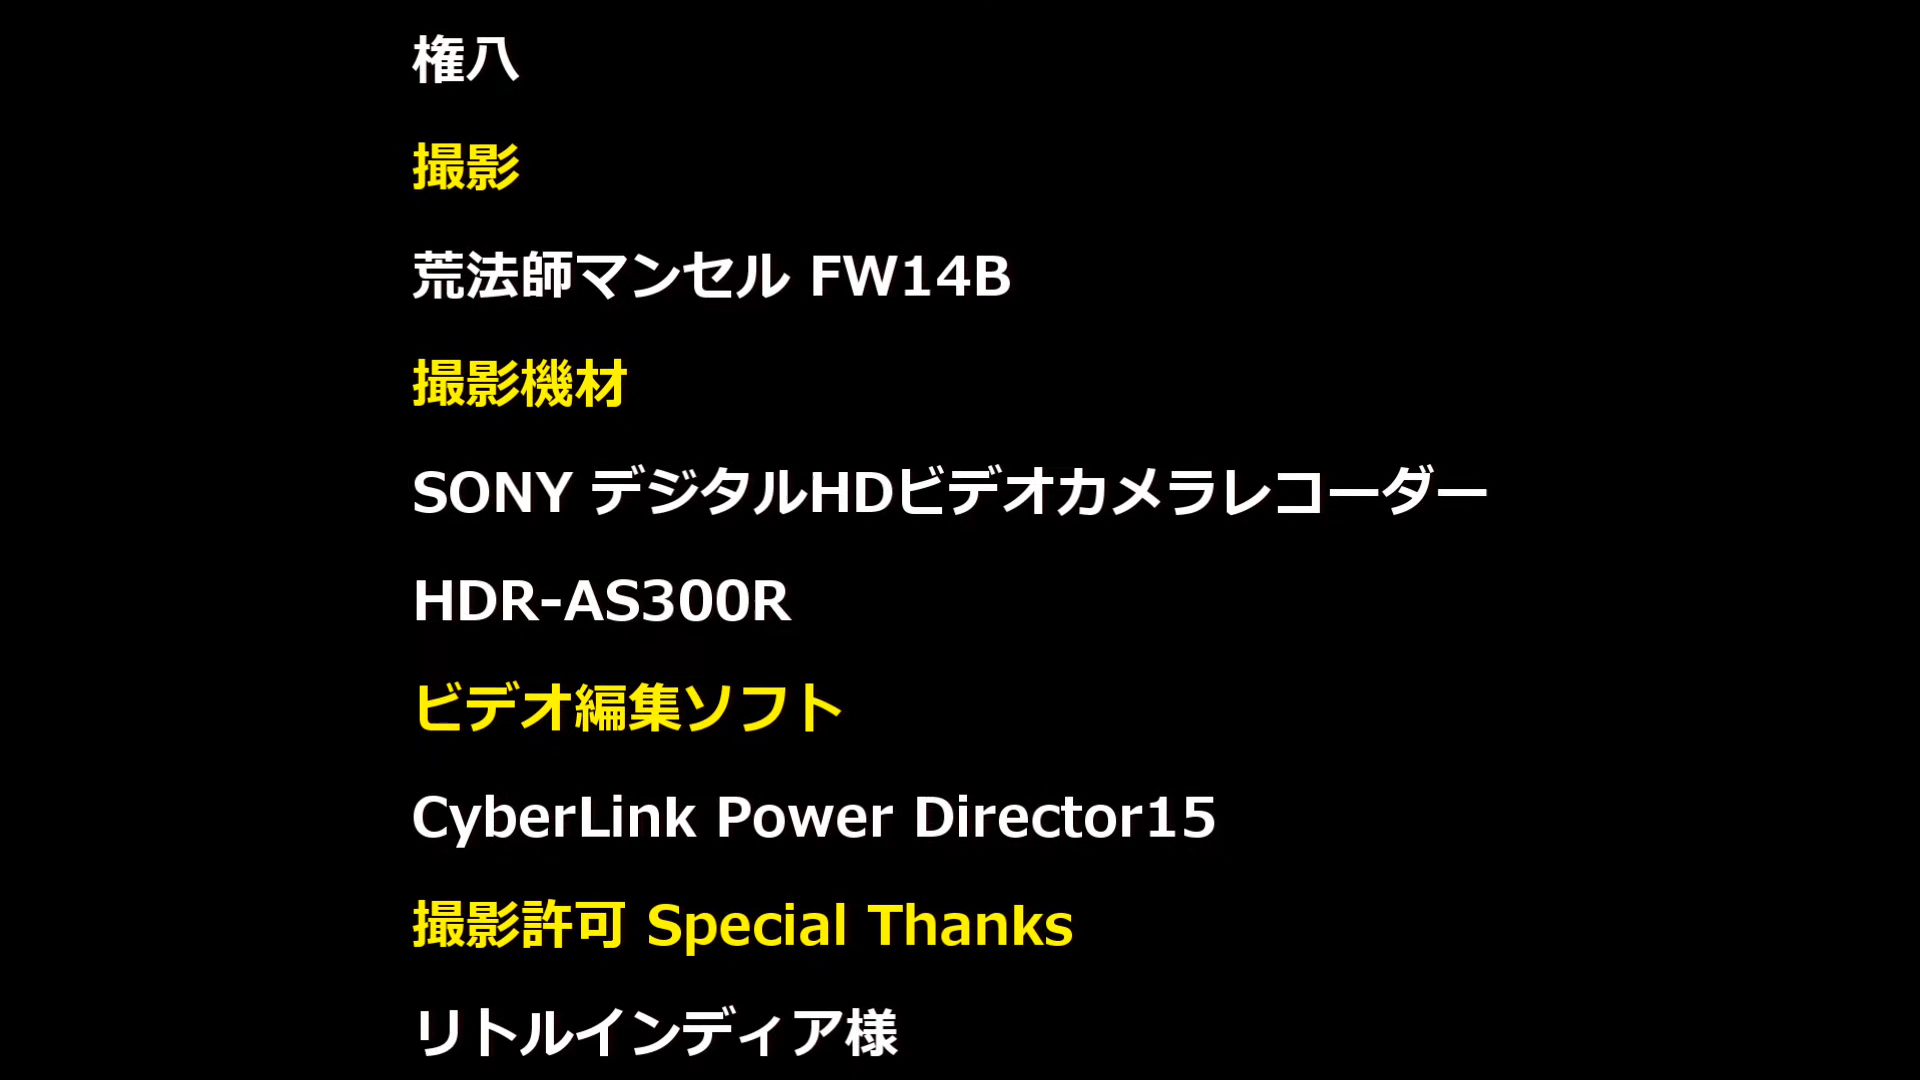 権八
撮影
荒法師マンセル FW14B
撮影機材
SONY デジタルHDビデオカメラレコーダー
HDR-AS300R
ビデオ編集ソフト
CyberLink Power Director15
撮影許可 Special Thanks
リトルインディア様